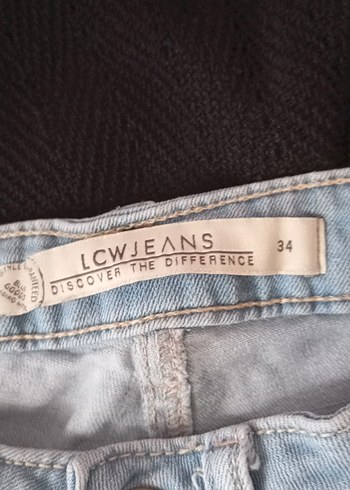 LCWJEANS
DISCOVER THE DIFFERENCE
34